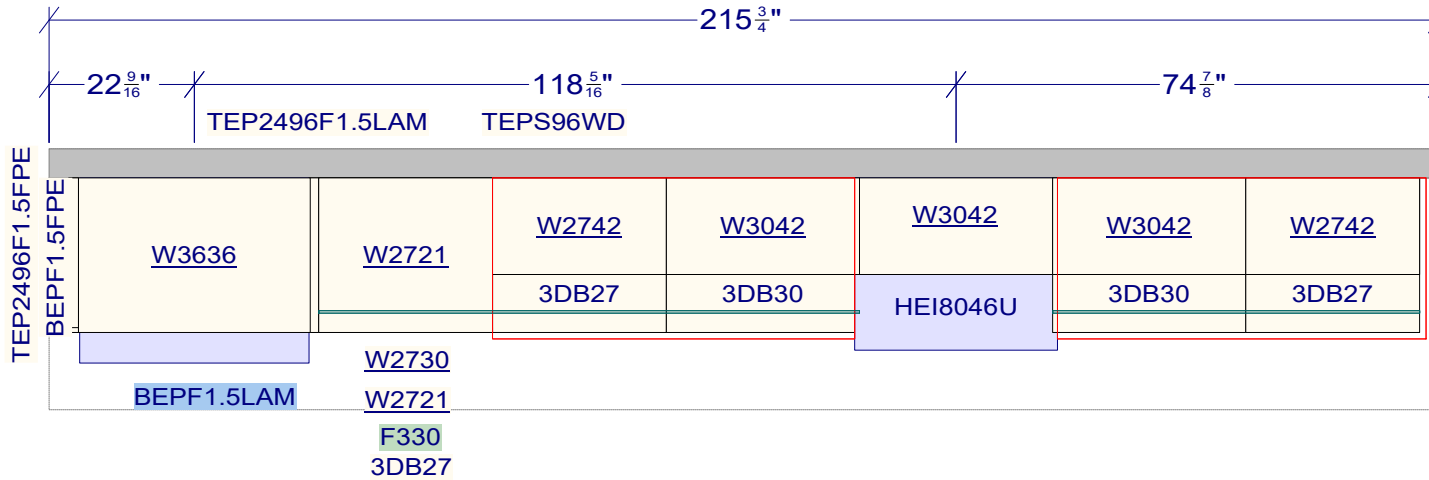 215 3/4"
22 9/16" 118 5/16" 74 7/8"
TEP2496F1.5LAM TEPS96WD
TEP2496F1.5FPE
BEPF1.5FPE
W3636 W2721 W2742 W3042 W3042 W3042 W2742
3DB27 3DB30 HEI8046U 3DB30 3DB27
W2730
BEPF1.5LAM W2721
F330
3DB27